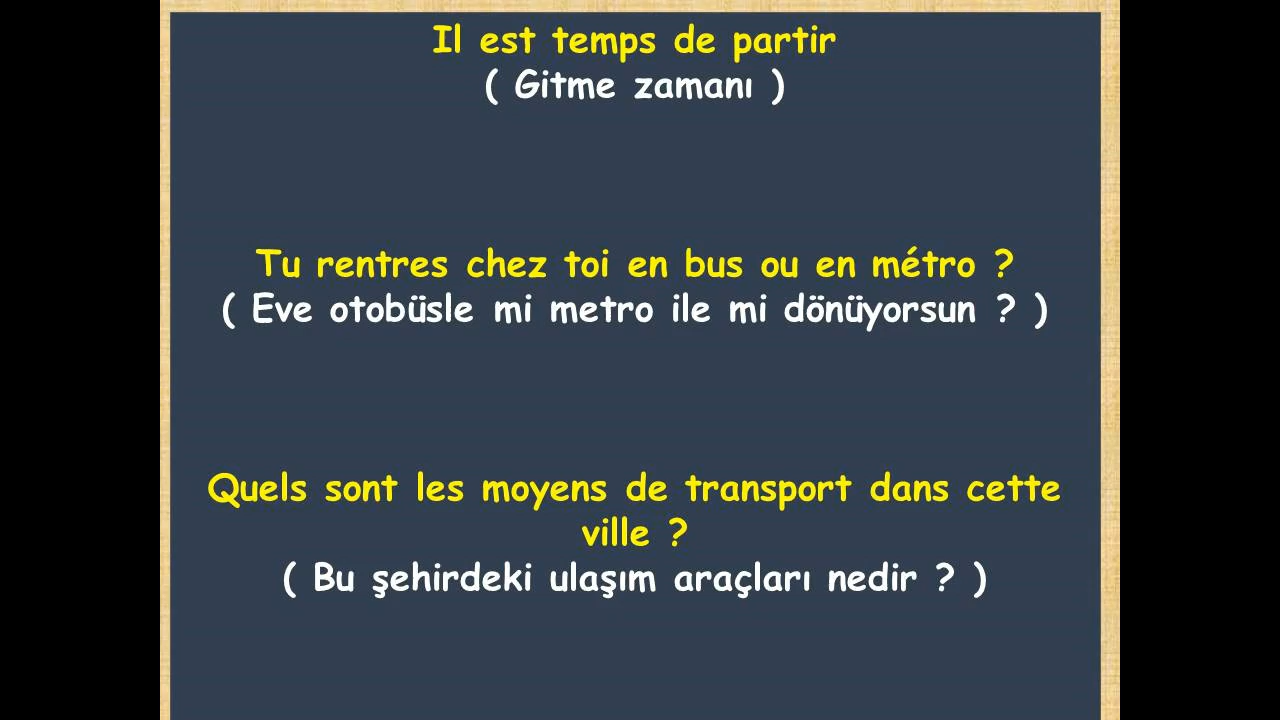 Il est temps de partir
( Gitme zamanı )
Tu rentres chez toi en bus ou en métro ?
( Eve otobüsle mi metro ile mi dönüyorsun ? )
Quels sont les moyens de transport dans cette
ville ?
( Bu şehirdeki ulaşım araçları nedir ? )